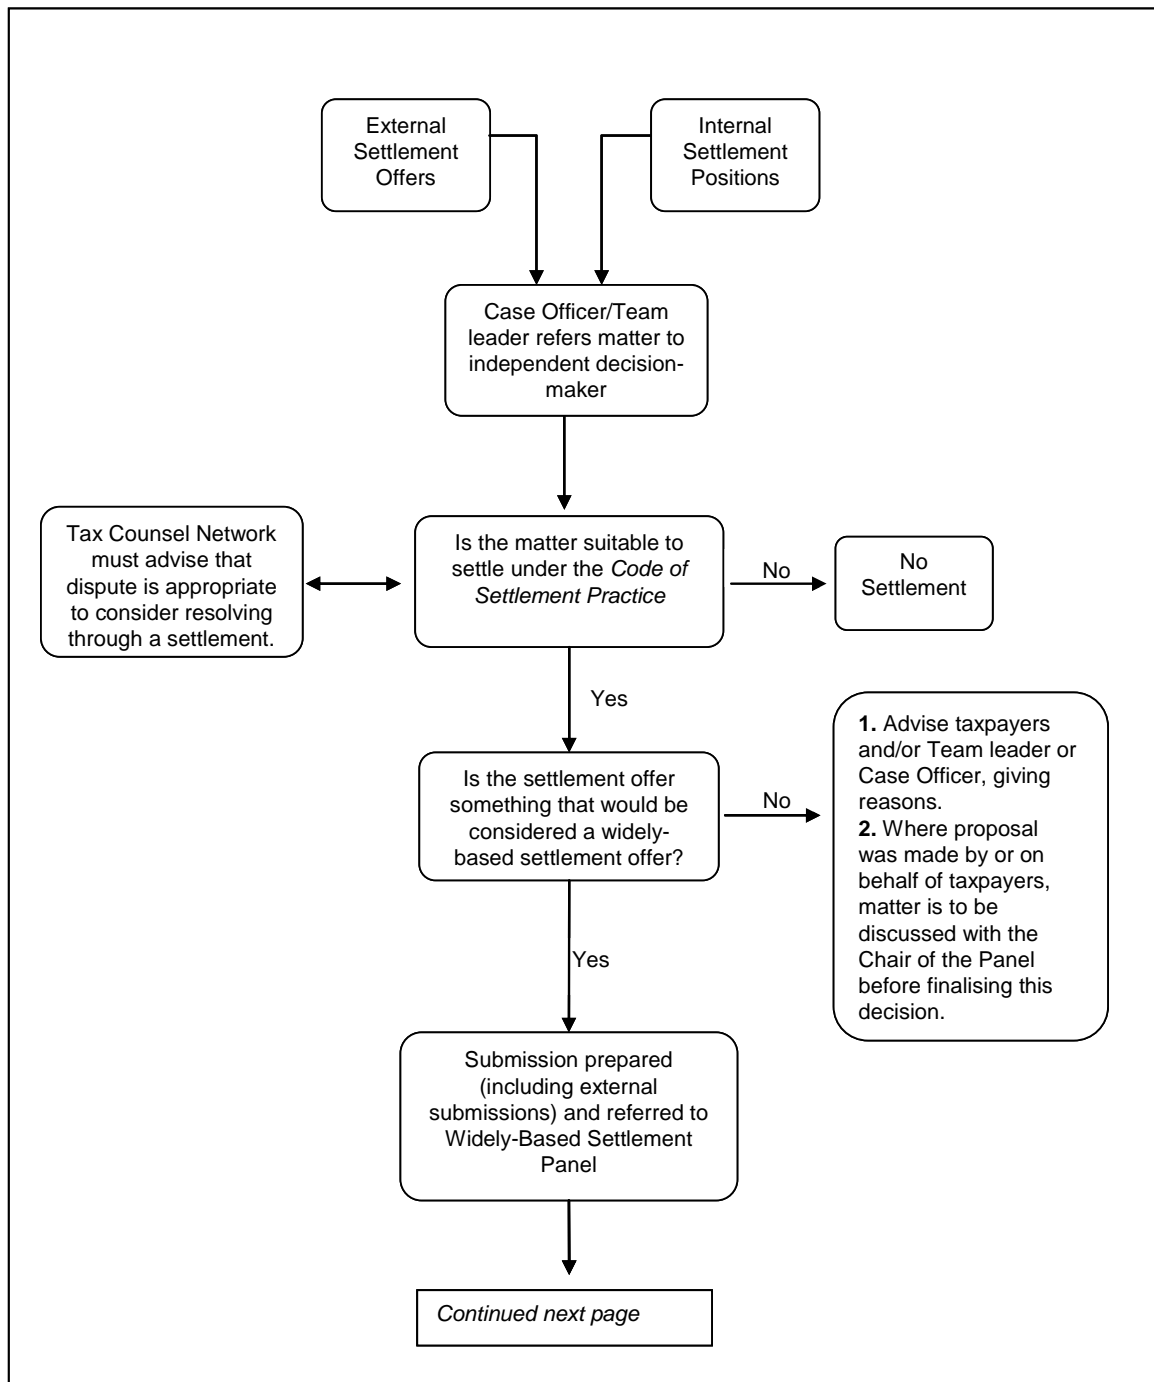 External
Settlement
Offers
Internal
Settlement
Positions
Case Officer/Team
leader refers matter to
independent decision-
maker
Tax Counsel Network
must advise that
dispute is appropriate
to consider resolving
through a settlement.
Is the matter suitable to
settle under the Code of
Settlement Practice
No
No
Settlement
Yes
Is the settlement offer
something that would be
considered a widely-
based settlement offer?
No
1. Advise taxpayers
and/or Team leader or
Case Officer, giving
reasons.
2. Where proposal
was made by or on
behalf of taxpayers,
matter is to be
discussed with the
Chair of the Panel
before finalising this
decision.
Yes
Submission prepared
(including external
submissions) and referred to
Widely-Based Settlement
Panel
Continued next page